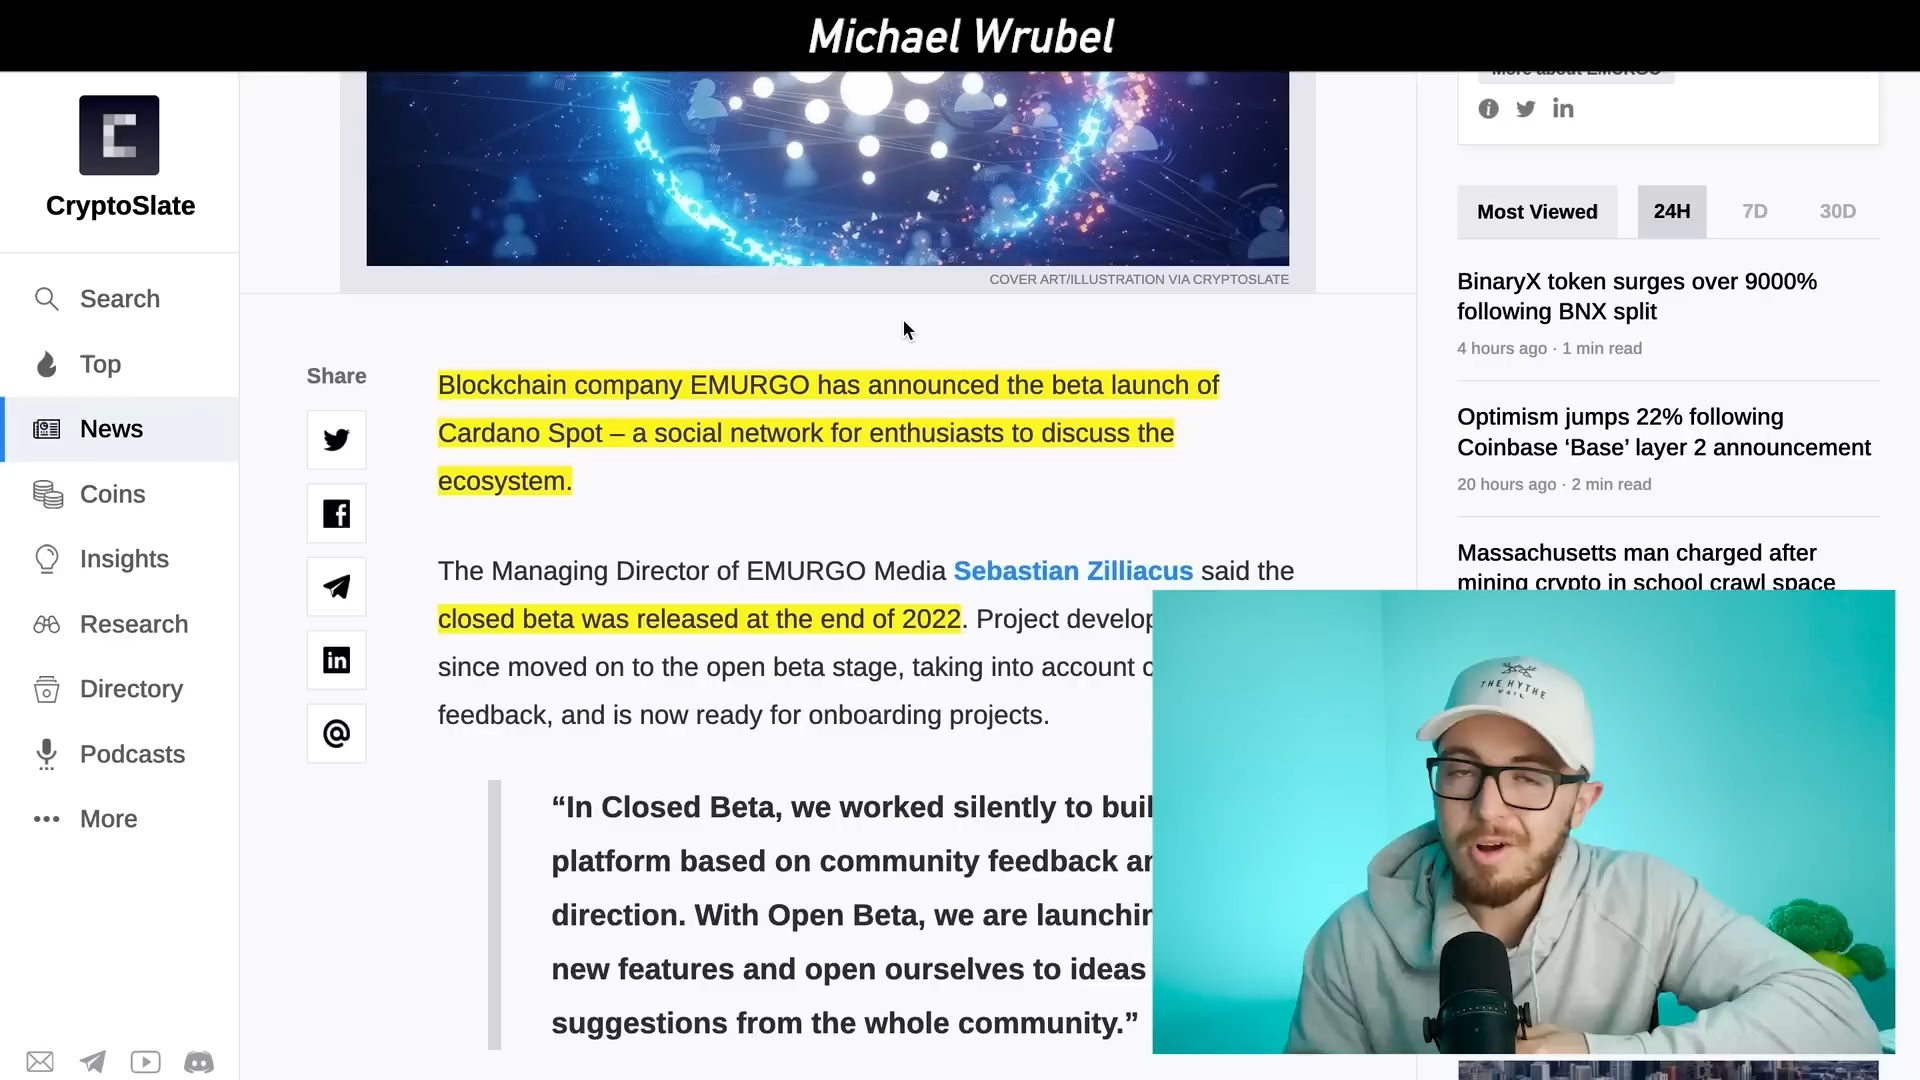 Michael Wrubel
CryptoSlate
Search
Top
News
Coins
Insights
Research
Directory
Podcasts
More
COVER ART/ILLUSTRATION VIA CRYPTOSLATE
Share
Blockchain company EMURGO has announced the beta launch of
Cardano Spot – a social network for enthusiasts to discuss the
ecosystem.
The Managing Director of EMURGO Media Sebastian Zilliacus said the
closed beta was released at the end of 2022. Project develop
since moved on to the open beta stage, taking into account c
feedback, and is now ready for onboarding projects.
“In Closed Beta, we worked silently to buil
platform based on community feedback an
direction. With Open Beta, we are launchin
new features and open ourselves to ideas
suggestions from the whole community.”
More about EMURGO
Most Viewed 24H 7D 30D
BinaryX token surges over 9000%
following BNX split
4 hours ago · 1 min read
Optimism jumps 22% following
Coinbase ‘Base’ layer 2 announcement
20 hours ago · 2 min read
Massachusetts man charged after
mining crypto in school crawl space
THE HYTHE
VAIL